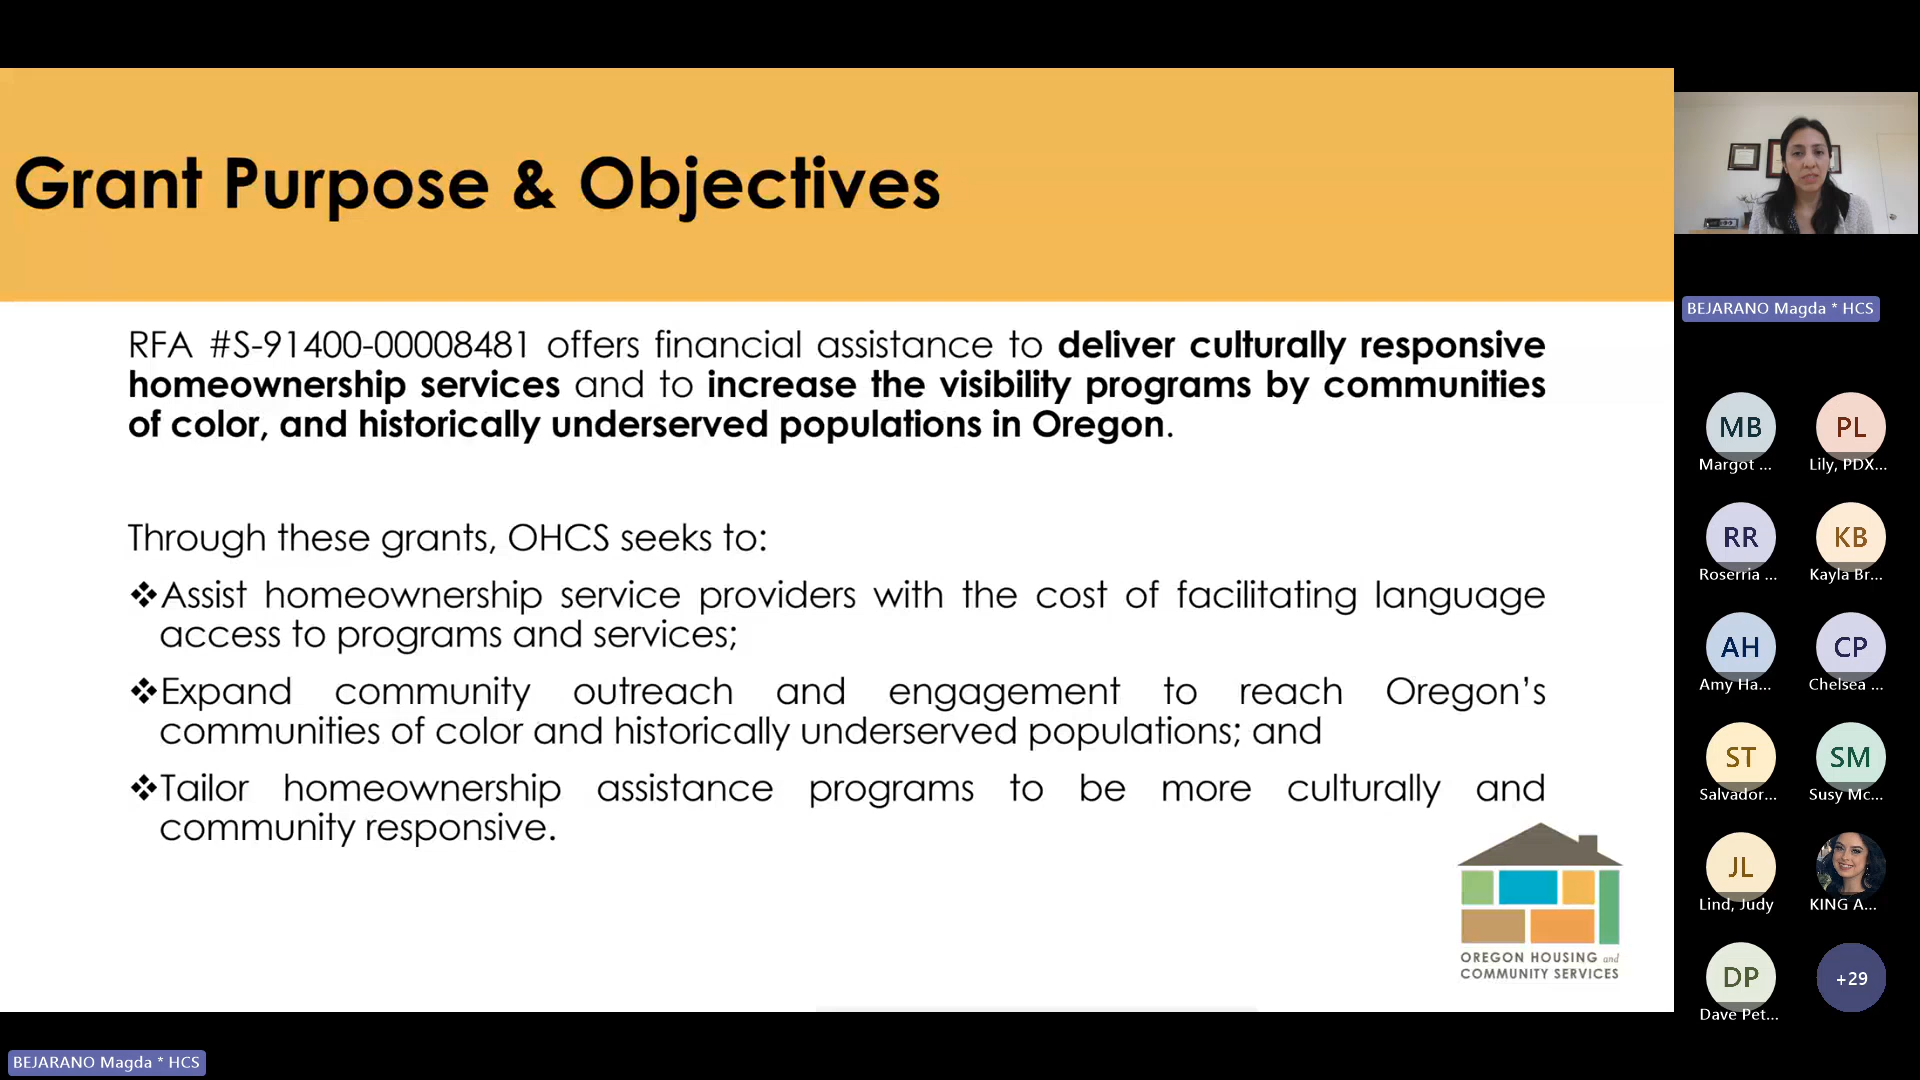 Grant Purpose & Objectives
RFA #S-91400-00008481 offers financial assistance to deliver culturally responsive
homeownership services and to increase the visibility programs by communities
of color, and historically underserved populations in Oregon.
Through these grants, OHCS seeks to:
❖Assist homeownership service providers with the cost of facilitating language
access to programs and services;
❖Expand community outreach and engagement to reach Oregon’s
communities of color and historically underserved populations; and
❖Tailor homeownership assistance programs to be more culturally and
community responsive.
OREGON HOUSING and
COMMUNITY SERVICES
BEJARANO Magda * HCS
BEJARANO Magda * HCS
MB
Margot ...
PL
Lily, PDX...
RR
Roserria ...
KB
Kayla Br...
AH
Amy Ha...
CP
Chelsea ...
ST
Salvador...
SM
Susy Mc...
JL
Lind, Judy
KING A...
DP
Dave Pet...
+29